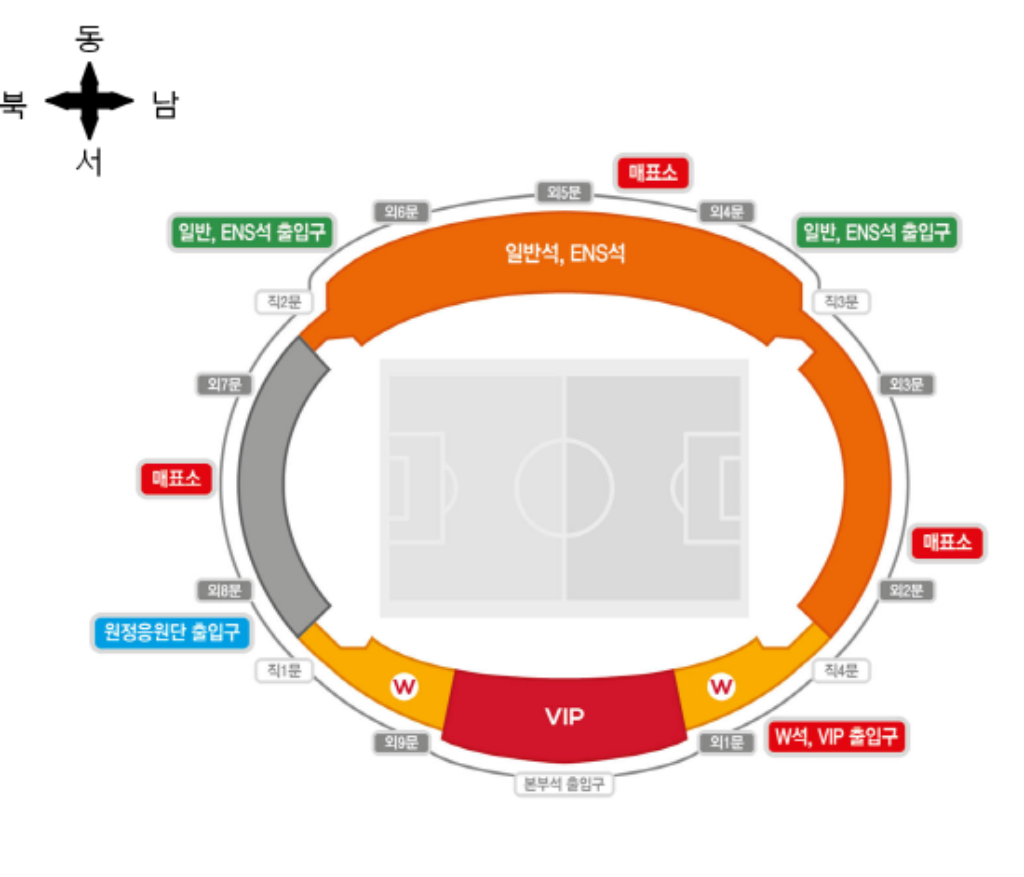 동
북
남
서
매표소
외5문
외6문
외4문
일반, ENS석 출입구
일반, ENS석 출입구
일반석, ENS석
직2문
직3문
외7문
외3문
매표소
매표소
외8문
외2문
원정응원단 출입구
직1문
직4문
W
W
VIP
외9문
외1문
W석, VIP 출입구
본부석 출입구